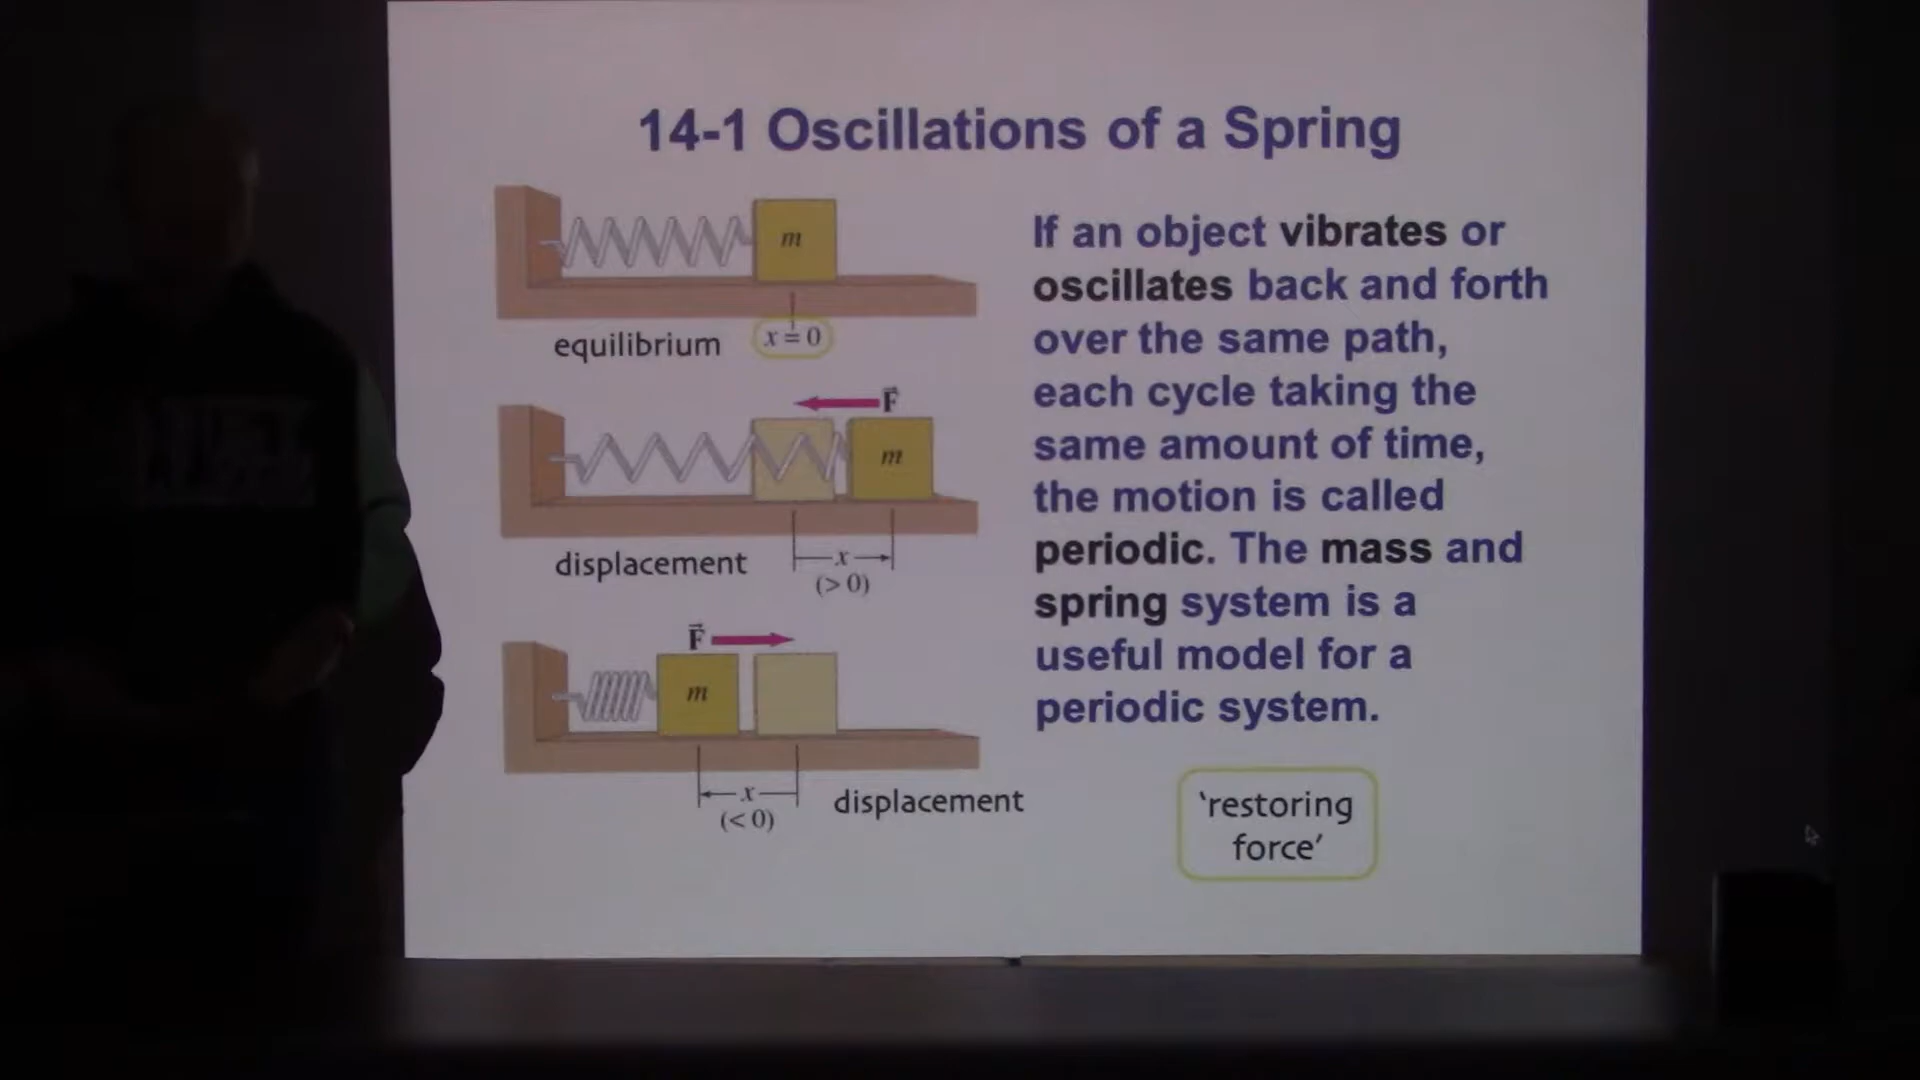 14-1 Oscillations of a Spring
m
equilibrium
x = 0
F
m
displacement
x
(> 0)
F
m
x
(< 0)
displacement
If an object vibrates or
oscillates back and forth
over the same path,
each cycle taking the
same amount of time,
the motion is called
periodic. The mass and
spring system is a
useful model for a
periodic system.
‘restoring
force’